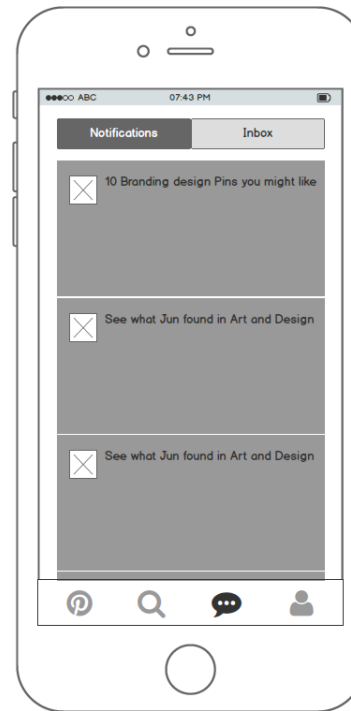 ABC 07:43 PM
Notifications Inbox
10 Branding design Pins you might like
See what Jun found in Art and Design
See what Jun found in Art and Design